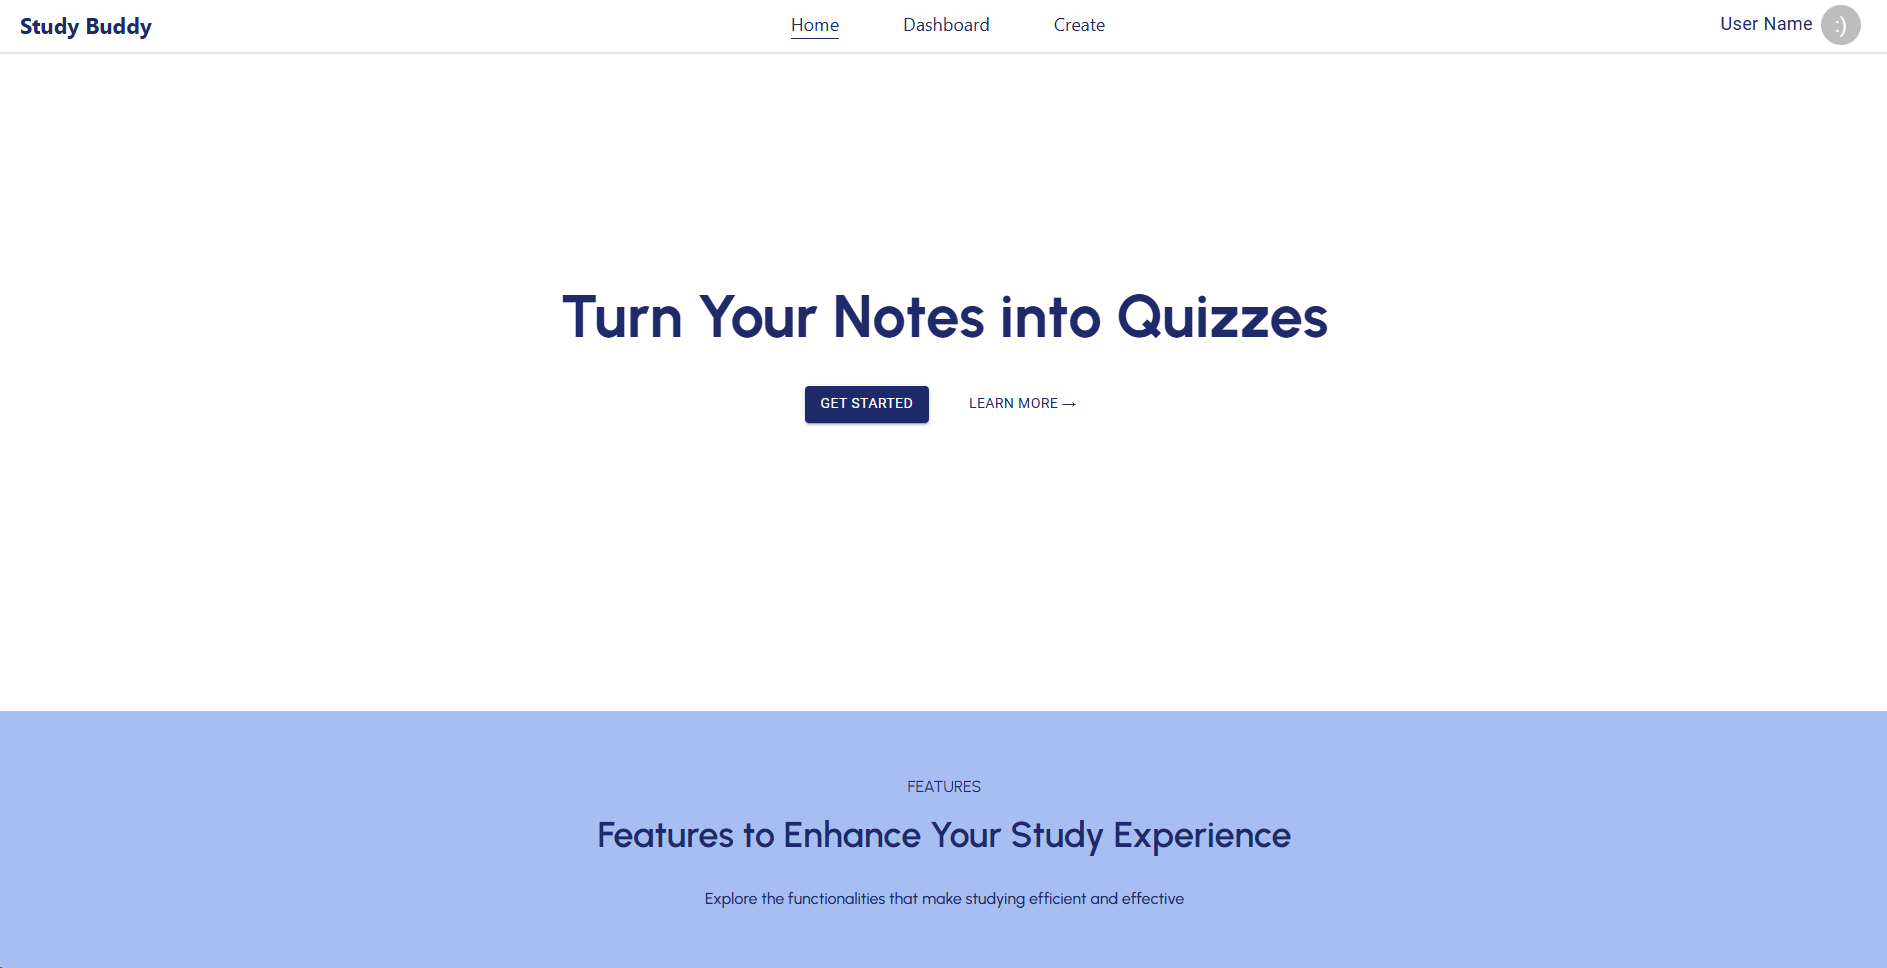 Study Buddy
Home
Dashboard
Create
User Name
:)
Turn Your Notes into Quizzes
GET STARTED
LEARN MORE →
FEATURES
Features to Enhance Your Study Experience
Explore the functionalities that make studying efficient and effective